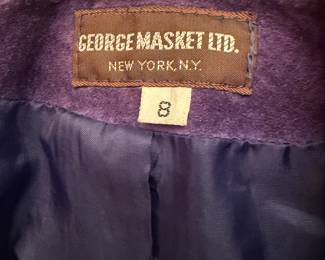 GEORGE MASKET LTD.
NEW YORK, N.Y.
8